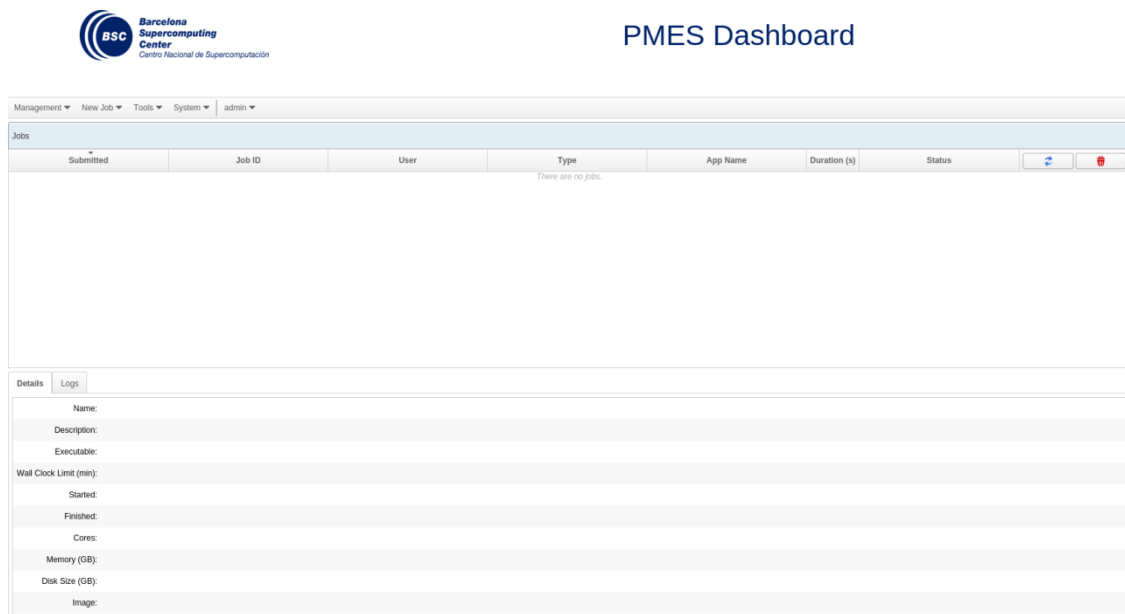 Barcelona
Supercomputing
Center
Centro Nacional de Supercomputación
BSC
PMES Dashboard
Management New Job Tools System admin
Jobs
Submitted Job ID User Type App Name Duration (s) Status
There are no jobs.
Details Logs
Name:
Description:
Executable:
Wall Clock Limit (min):
Started:
Finished:
Cores:
Memory (GB):
Disk Size (GB):
Image: